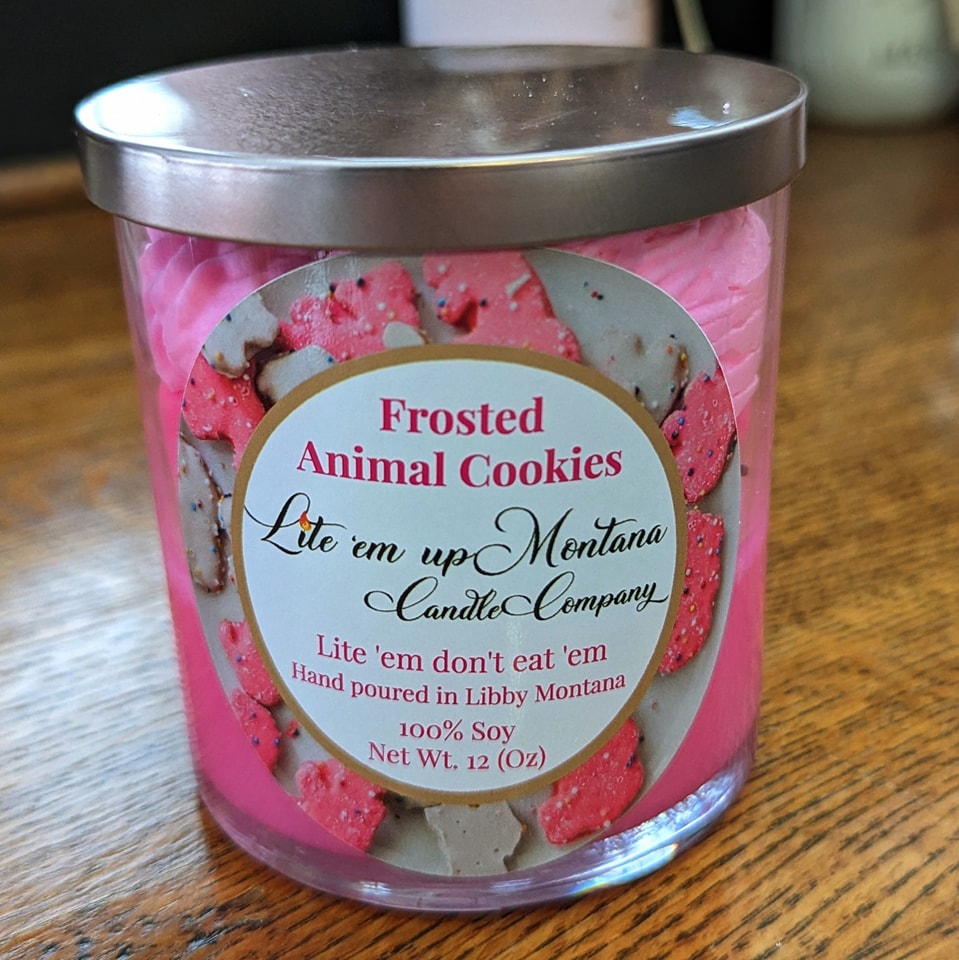 Frosted
Animal Cookies
Lite 'em up Montana
Candle Company
Lite 'em don't eat 'em
Hand poured in Libby Montana
100% Soy
Net Wt. 12 (Oz)